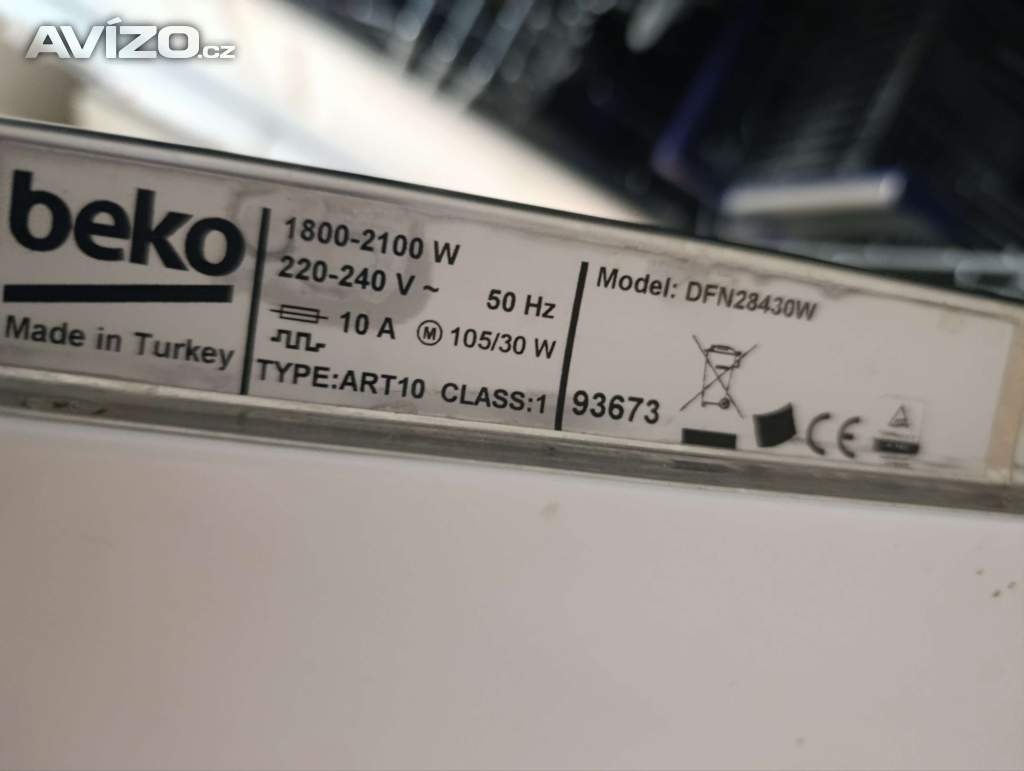 AVÍZO.cz
beko
Made in Turkey
1800-2100 W
220-240 V ~ 50 Hz
10 A M 105/30 W
TYPE:ART10 CLASS:1
Model: DFN28430W
93673
CE